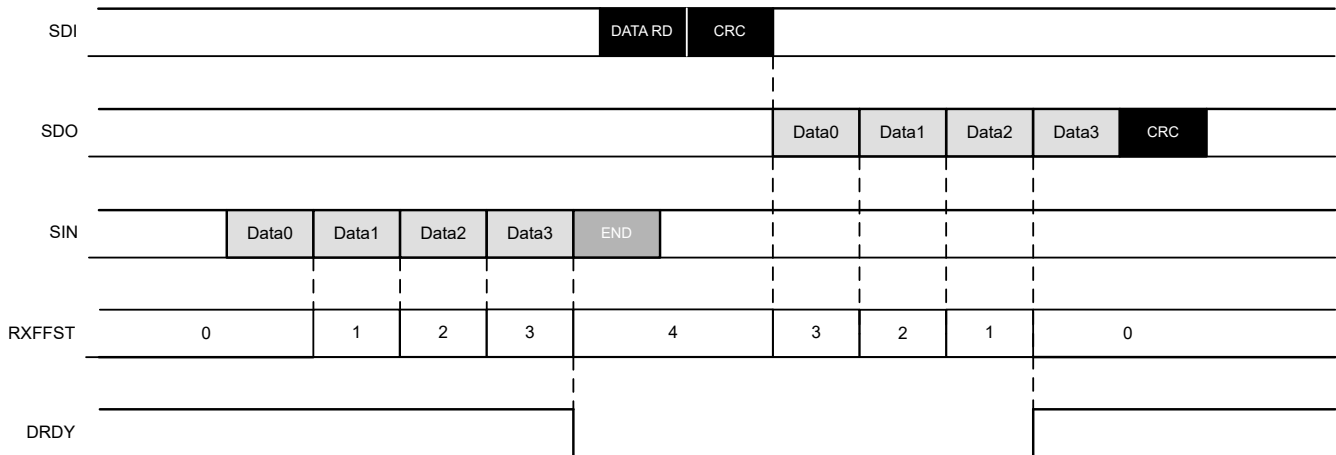 SDI DATA RD CRC
SDO Data0 Data1 Data2 Data3 CRC
SIN Data0 Data1 Data2 Data3 END
RXFFST 0 1 2 3 4 3 2 1 0
DRDY